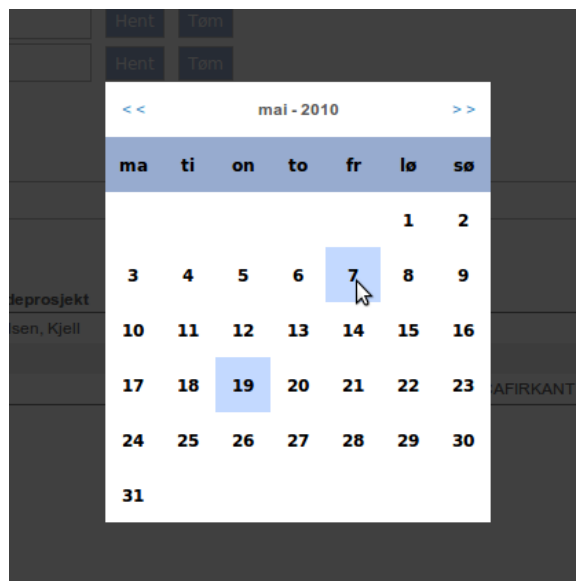 Hent Tøm
Hent Tøm
<< mai - 2010 >>
ma ti on to fr lø sø
1 2
3 4 5 6 7 8 9
deprosjekt
lsen, Kjell
10 11 12 13 14 15 16
17 18 19 20 21 22 23
AFIRKANT
24 25 26 27 28 29 30
31